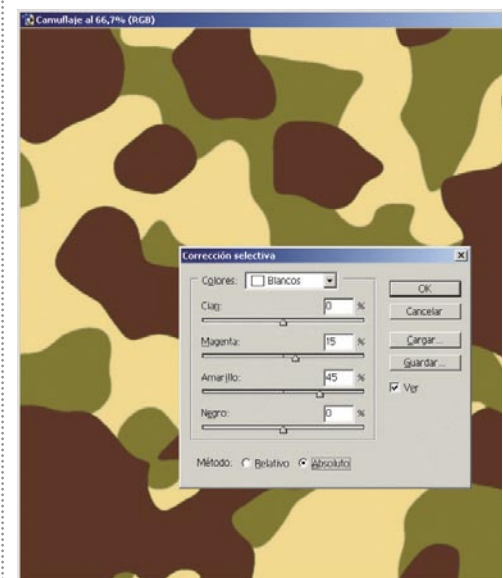 Camuflaje al 66,7% (RGB)
Corrección selectiva
Colores: Blancos
Cian: 0 %
Magenta: 15 %
Amarillo: 45 %
Negro: 0 %
Método: Relativo Absoluto
OK
Cancelar
Cargar...
Guardar...
Ver